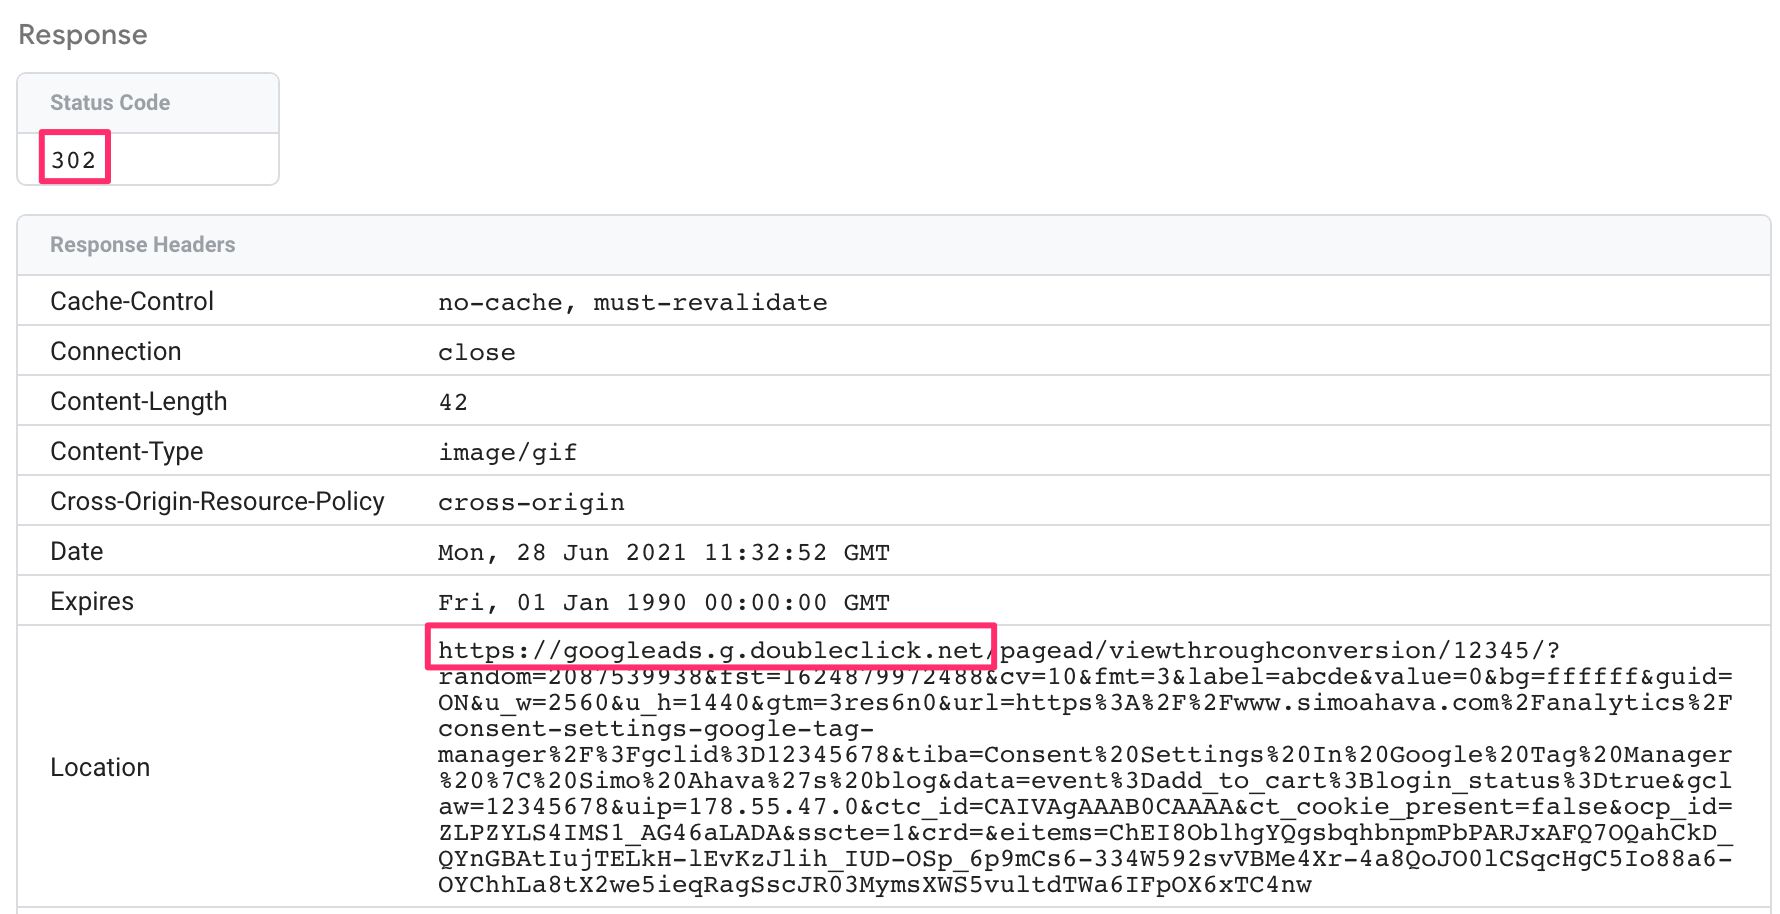 Response
Status Code
302
Response Headers
Cache-Control no-cache, must-revalidate
Connection close
Content-Length 42
Content-Type image/gif
Cross-Origin-Resource-Policy cross-origin
Date Mon, 28 Jun 2021 11:32:52 GMT
Expires Fri, 01 Jan 1990 00:00:00 GMT
https://googleads.g.doubleclick.net/pagead/viewthroughconversion/12345/?
random=2087539938&fst=1624879972488&cv=10&fmt=3&label=abcde&value=0&bg=ffffff&guid=
ON&u_w=2560&u_h=1440&gtm=3res6n0&url=https%3A%2F%2Fwww.simoahava.com%2Fanalytics%2F
consent-settings-google-tag-
manager%2F%3Fgclid%3D12345678&tiba=Consent%20Settings%20In%20Google%20Tag%20Manager
Location %20%7C%20Simo%20Ahava%27s%20blog&data=event%3Dadd_to_cart%3Blogin_status%3Dtrue&gcl
aw=12345678&uip=178.55.47.0&ctc_id=CAIVAgAAAB0CAAAA&ct_cookie_present=false&ocp_id=
ZLPZYLS4IMS1_AG46aLADA&sscte=1&crd=&eitems=ChEI8OblhgYQgsbqhbnpmPbPARJxAFQ7OQahCkD_
QYnGBAtIujTELkH-lEvKzJlih_IUD-OSp_6p9mCs6-334W592svVBMe4Xr-4a8QoJO0lCSqcHgC5Io88a6-
OYChhLa8tX2we5ieqRagSscJR03MymsXWS5vultdTWa6IFpOX6xTC4nw